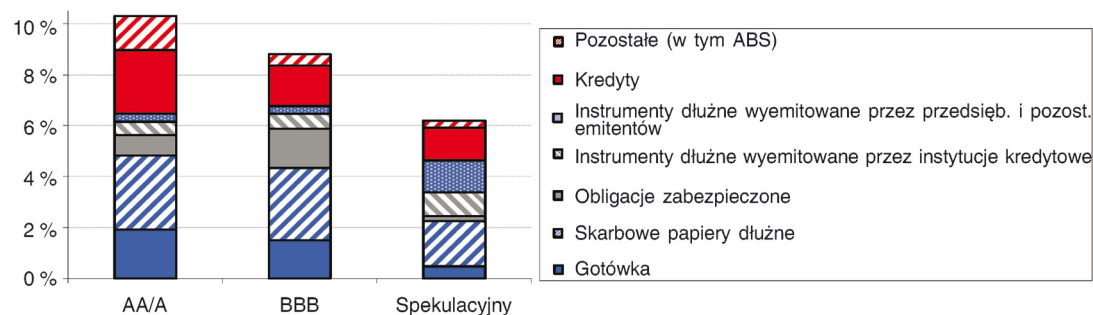 10 %
8 %
6 %
4 %
2 %
0 %
AA/A
BBB
Spekulacyjny
Pozostałe (w tym ABS)
Kredyty
Instrumenty dłużne wyemitowane przez przedsięb. i pozost.
emitentów
Instrumenty dłużne wyemitowane przez instytucje kredytowe
Obligacje zabezpieczone
Skarbowe papiery dłużne
Gotówka